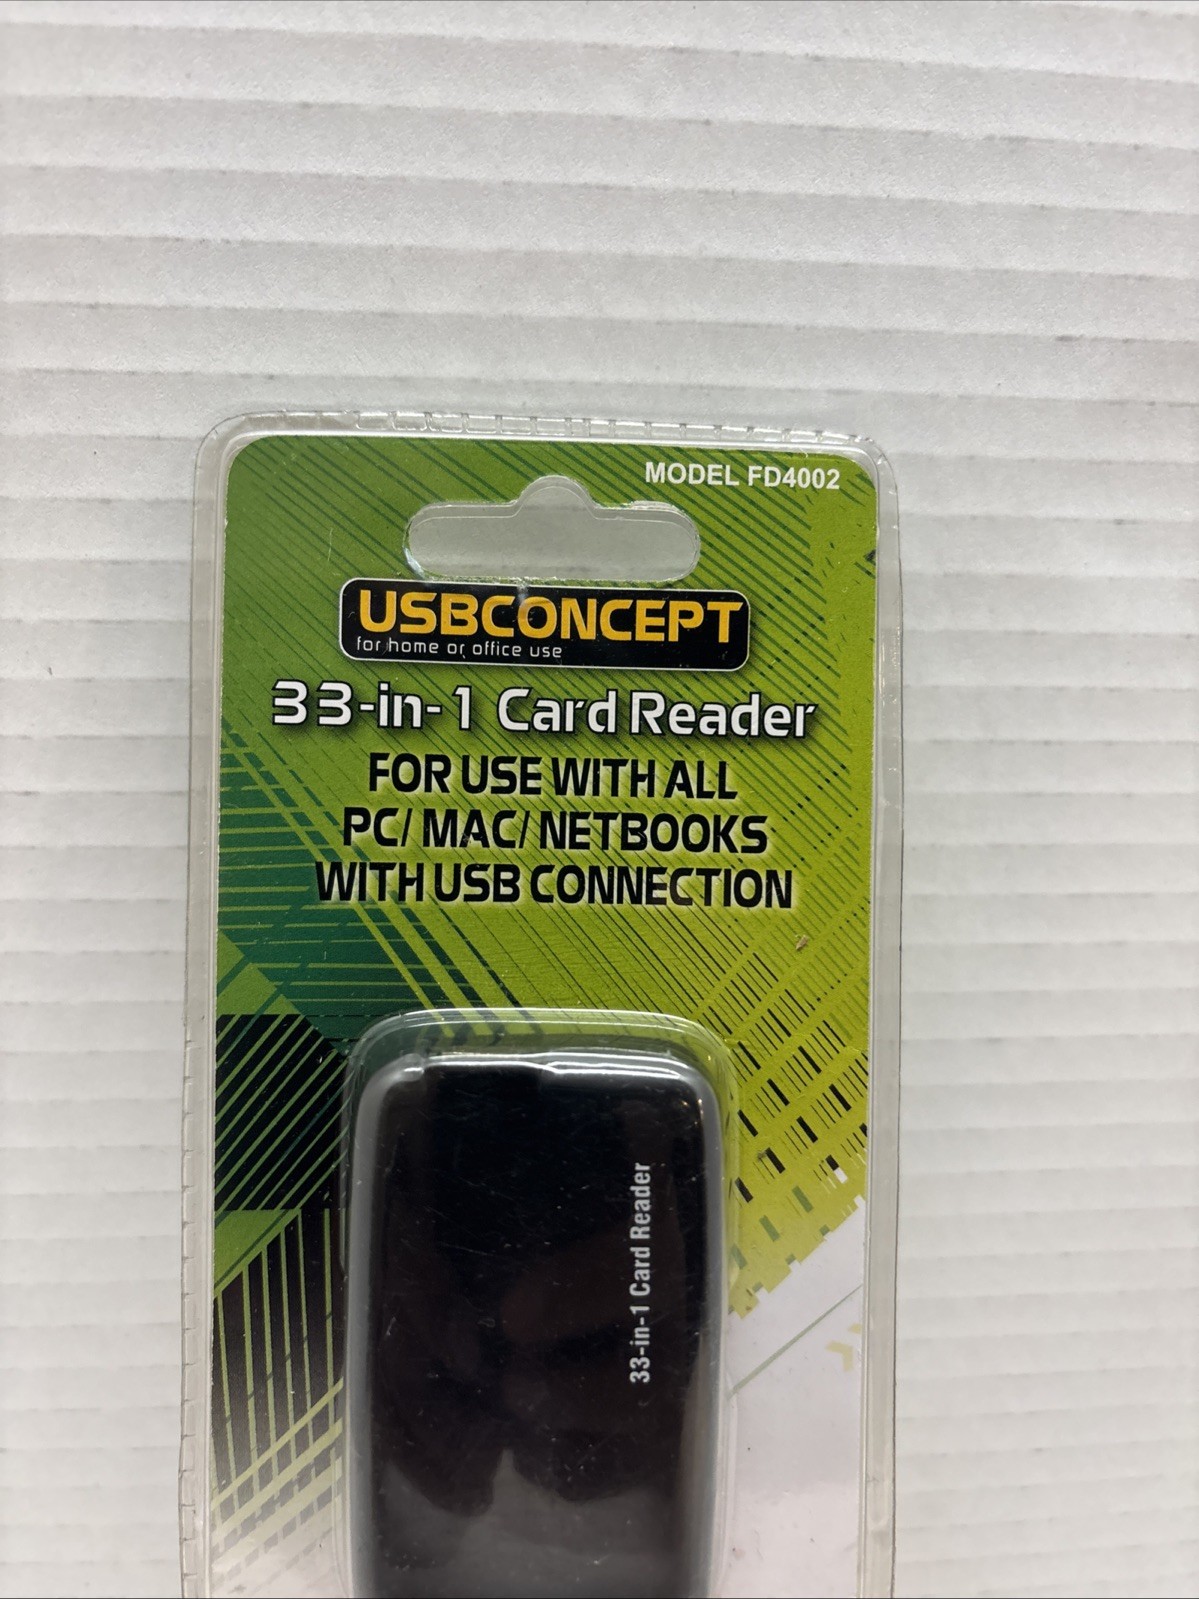 MODEL FD4002
USBCONCEPT
for home or office use
33-in-1 Card Reader
FOR USE WITH ALL
PC/ MAC/ NETBOOKS
WITH USB CONNECTION
33-in-1 Card Reader